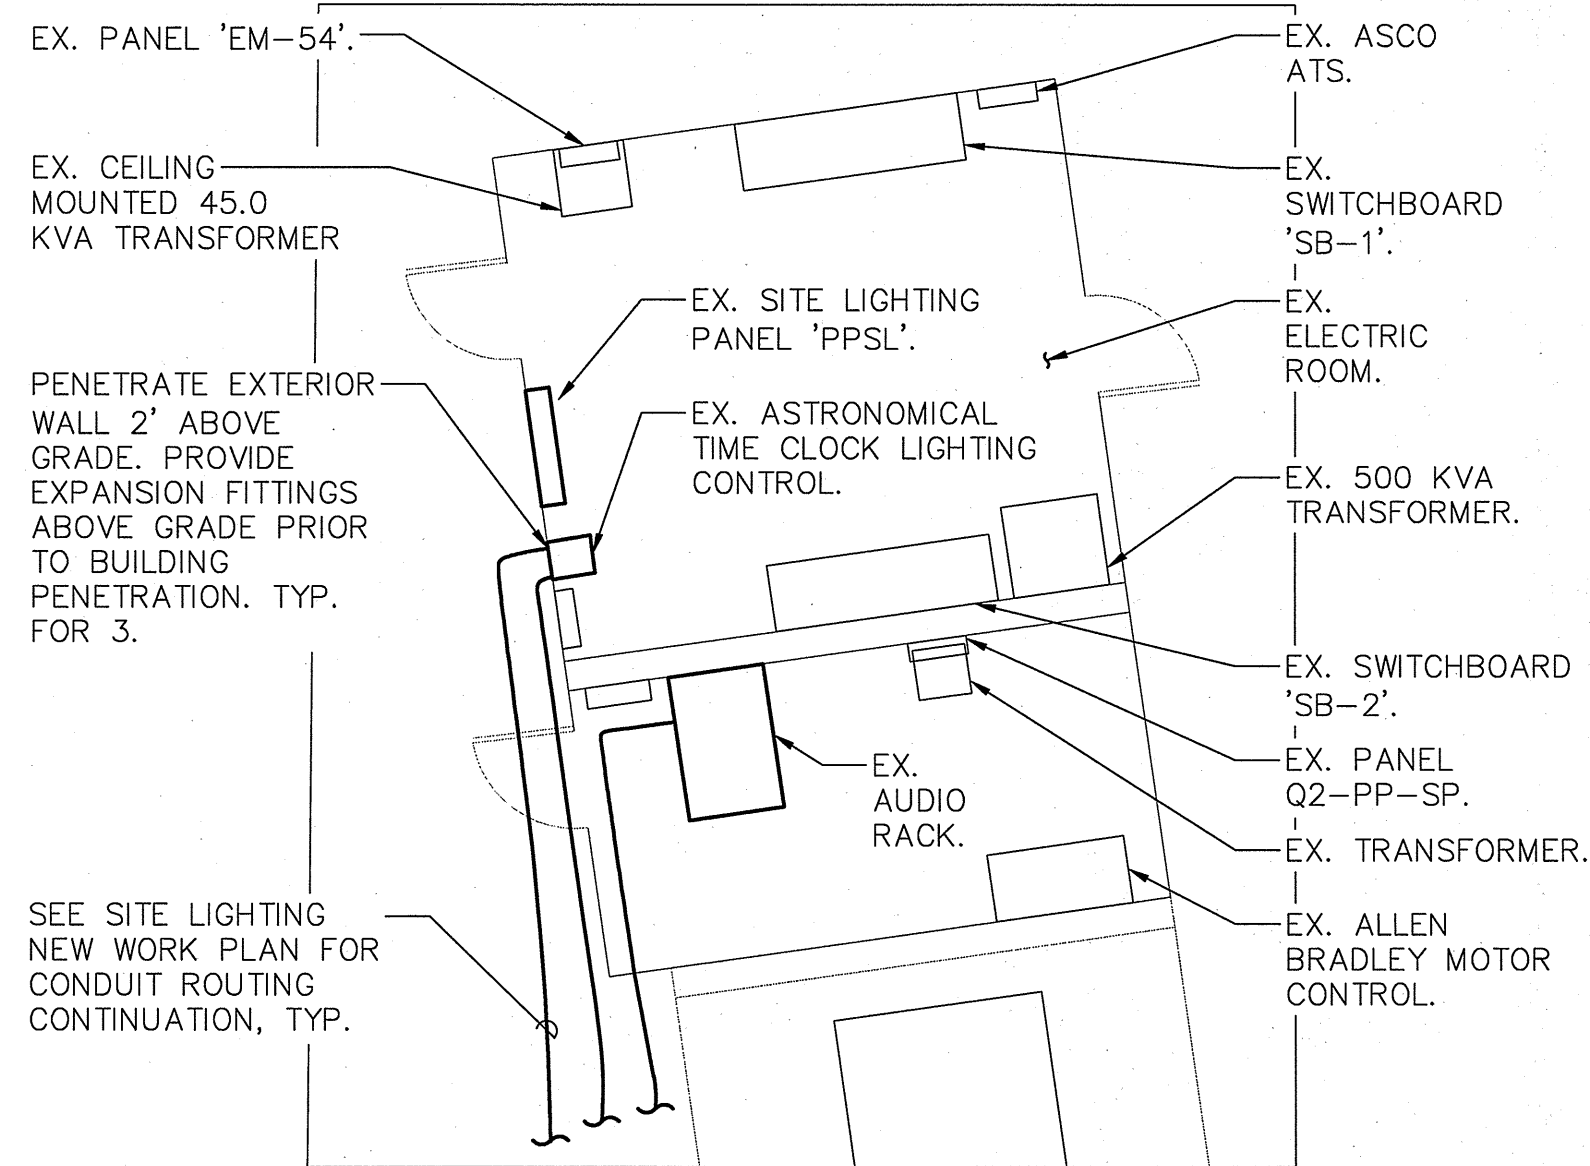 EX. PANEL 'EM-54'.
EX. CEILING
MOUNTED 45.0
KVA TRANSFORMER
PENETRATE EXTERIOR
WALL 2' ABOVE
GRADE. PROVIDE
EXPANSION FITTINGS
ABOVE GRADE PRIOR
TO BUILDING
PENETRATION. TYP.
FOR 3.
SEE SITE LIGHTING
NEW WORK PLAN FOR
CONDUIT ROUTING
CONTINUATION, TYP.
EX. SITE LIGHTING
PANEL 'PPSL'.
EX. ASTRONOMICAL
TIME CLOCK LIGHTING
CONTROL.
EX.
AUDIO
RACK.
EX. ASCO
ATS.
EX.
SWITCHBOARD
'SB-1'.
EX.
ELECTRIC
ROOM.
EX. 500 KVA
TRANSFORMER.
EX. SWITCHBOARD
'SB-2'.
EX. PANEL
Q2-PP-SP.
EX. TRANSFORMER.
EX. ALLEN
BRADLEY MOTOR
CONTROL.